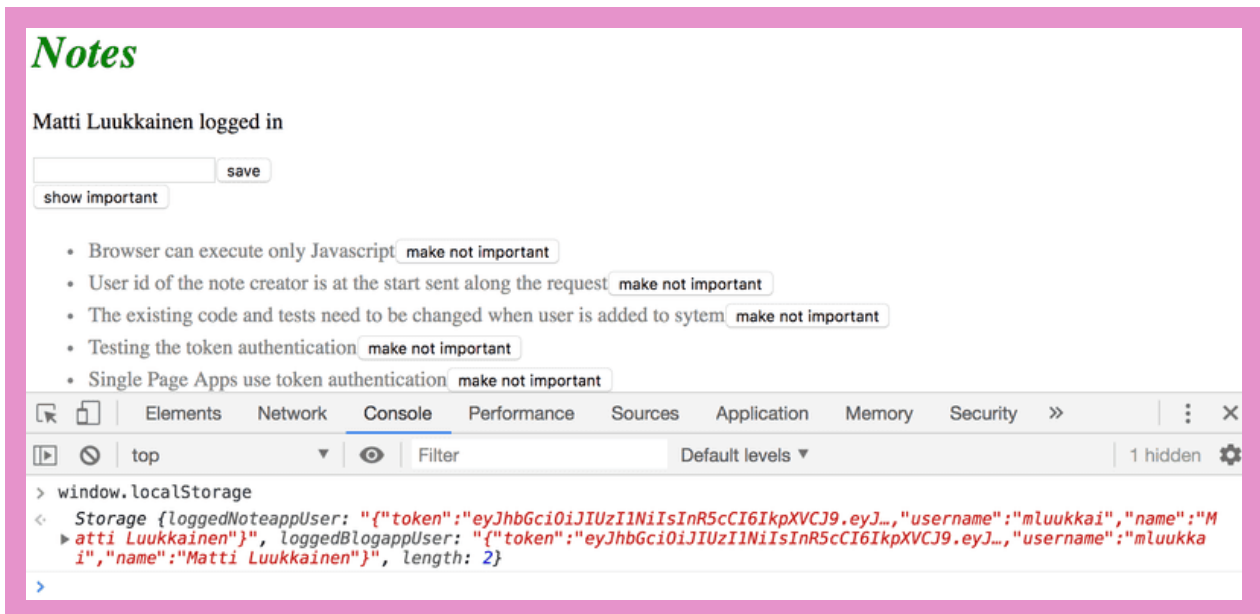 Notes
Matti Luukkainen logged in
save
show important
• Browser can execute only Javascript make not important
• User id of the note creator is at the start sent along the request make not important
• The existing code and tests need to be changed when user is added to sytem make not important
• Testing the token authentication make not important
• Single Page Apps use token authentication make not important
Elements Network Console Performance Sources Application Memory Security »
top Filter Default levels ▼ 1 hidden
> window.localStorage
Storage {loggedNoteappUser: "{"token":"eyJhbGciOiJIUzI1NiIsInR5cCI6IkpXVCJ9.eyJ…,"username":"mluukkai","name":"M
atti Luukkainen"}", loggedBlogappUser: "{"token":"eyJhbGciOiJIUzI1NiIsInR5cCI6IkpXVCJ9.eyJ…,"username":"mluukka
i","name":"Matti Luukkainen"}", length: 2}
>